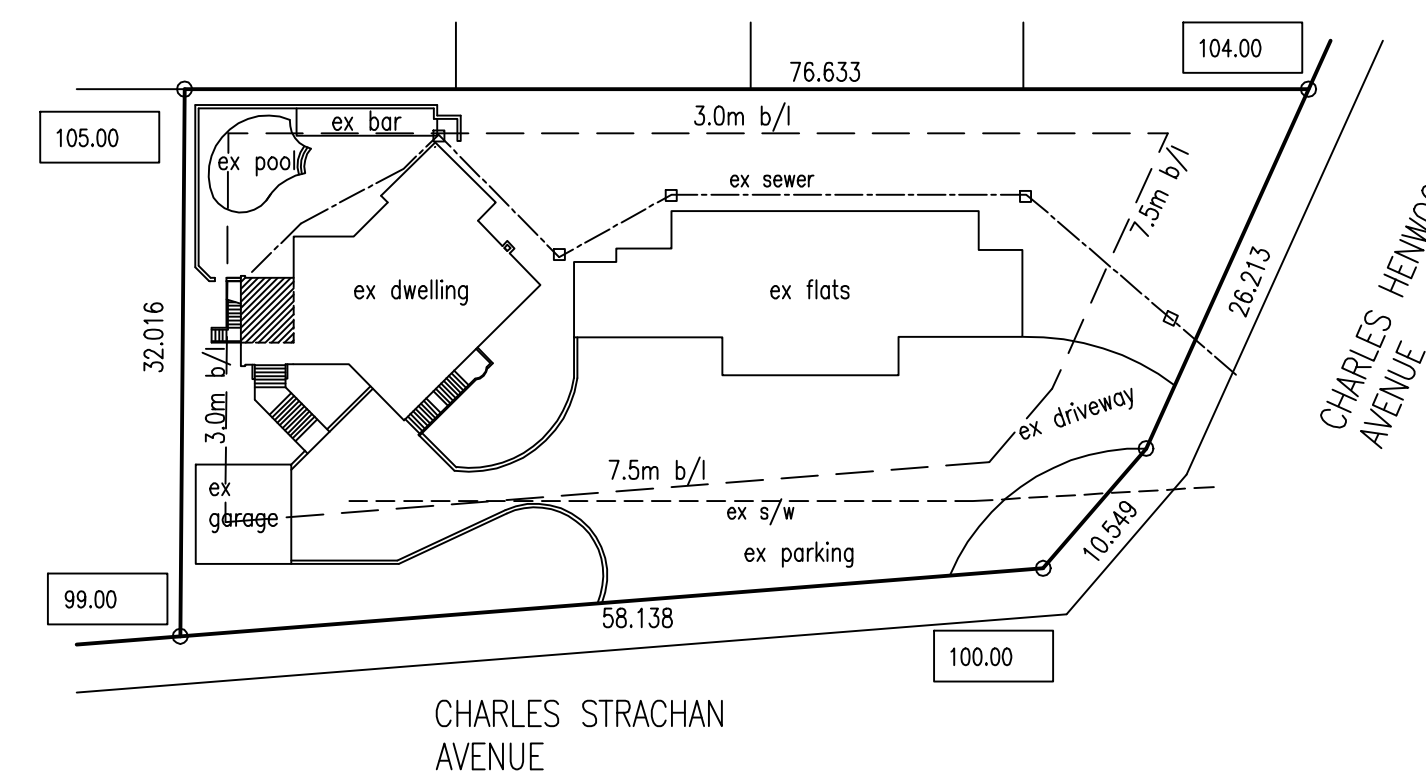 104.00
76.633
105.00
ex bar
3.0m b/l
ex pool
ex sewer
7.5m b/l
ex dwelling
ex flats
26.213
CHARLES
AVENUE
32.016
3.0m b/l
ex driveway
7.5m b/l
ex
garage
ex s/w
10.549
ex parking
99.00
58.138
100.00
CHARLES STRACHAN
AVENUE